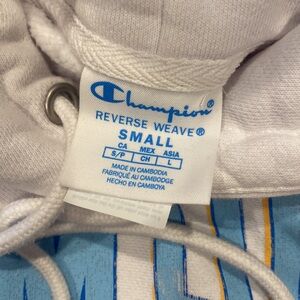 Champion
REVERSE WEAVE®
SMALL
CA MEX ASIA
S/P CH L
MADE IN CAMBODIA
FABRIQUÉ AU CAMBODGE
HECHO EN CAMBOYA